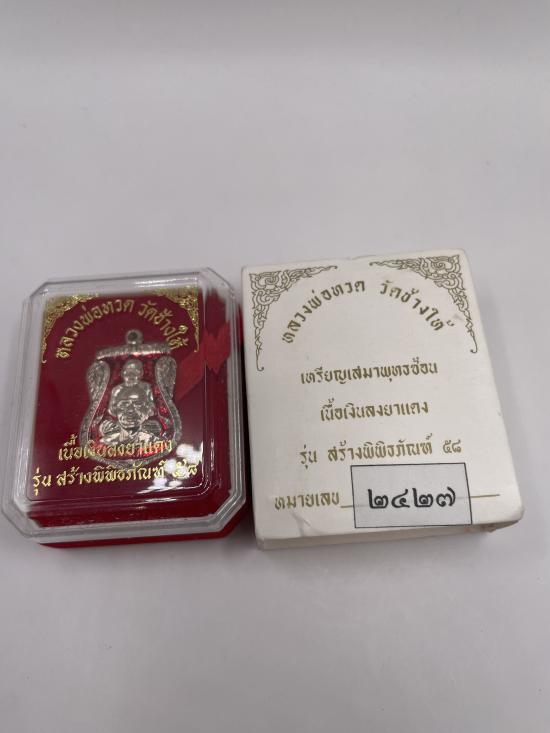 หลวงพ่อทวด วัดช้างให้
เนื้อเงินลงยาแดง
รุ่น สร้างพิพิธภัณฑ์ ๕๘
หลวงพ่อทวด วัดช้างให้
เหรียญเสมาพุทธซ้อน
เนื้อเงินลงยาแดง
รุ่น สร้างพิพิธภัณฑ์ ๕๘
หมายเลข ๒๔๒๗